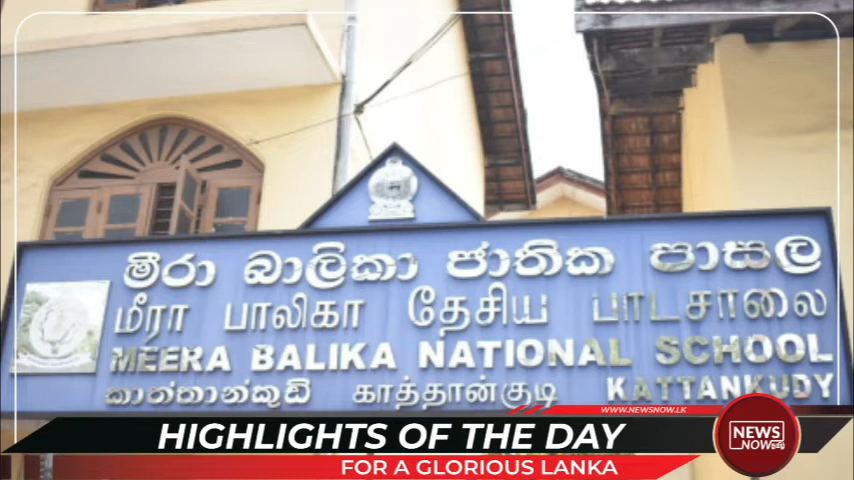 මීරා බාලිකා ජාතික පාසල
மீரா பாலிகா தேசிய பாடசாலை
MEERA BALIKA NATIONAL SCHOOL
කාත්තාන්කුඩි காத்தான்குடி KATTANKUDY
WWW.NEWSNOW.LK
HIGHLIGHTS OF THE DAY
FOR A GLORIOUS LANKA
NEWS
NOW தமிழ்